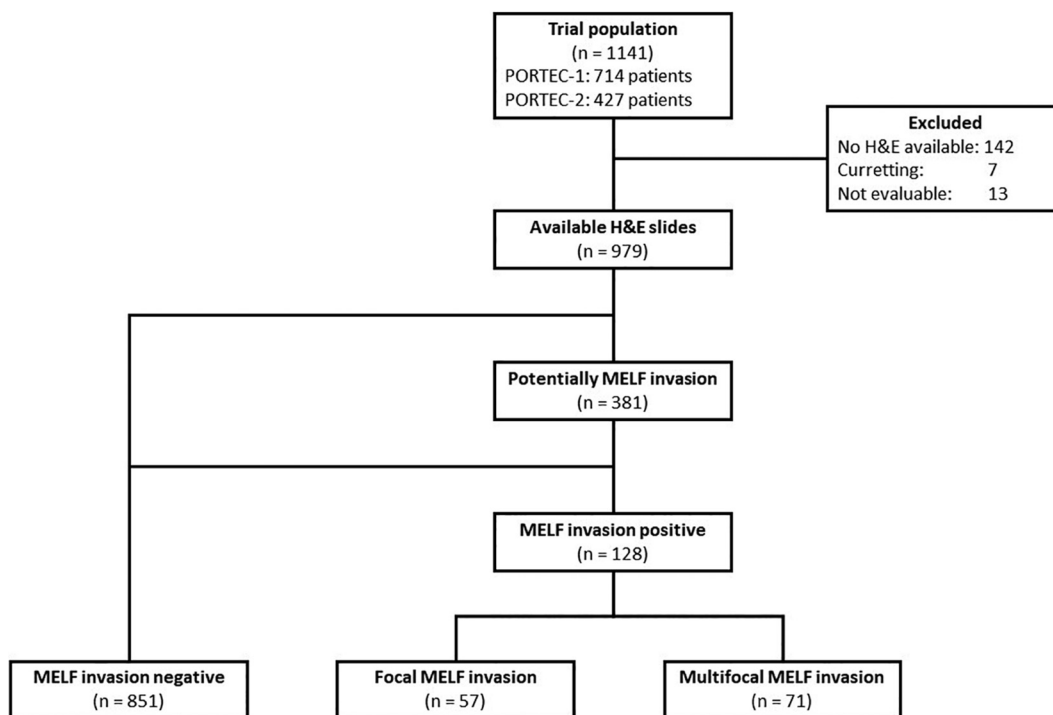 Trial population
(n = 1141)
PORTEC-1: 714 patients
PORTEC-2: 427 patients
Excluded
No H&E available: 142
Curretting: 7
Not evaluable: 13
Available H&E slides
(n = 979)
Potentially MELF invasion
(n = 381)
MELF invasion positive
(n = 128)
MELF invasion negative
(n = 851)
Focal MELF invasion
(n = 57)
Multifocal MELF invasion
(n = 71)